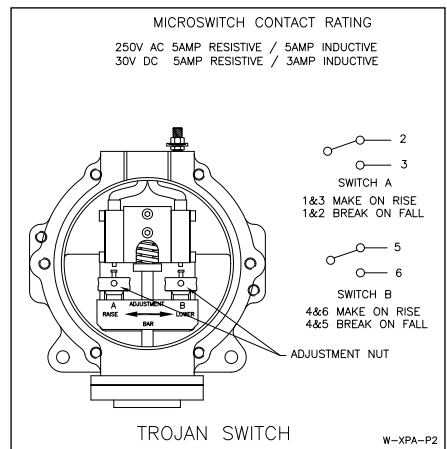 MICROSWITCH CONTACT RATING
250V AC 5AMP RESISTIVE / 5AMP INDUCTIVE
30V DC 5AMP RESISTIVE / 3AMP INDUCTIVE
2
3
SWITCH A
1&3 MAKE ON RISE
1&2 BREAK ON FALL
5
6
SWITCH B
4&6 MAKE ON RISE
4&5 BREAK ON FALL
A ADJUSTMENT B
RAISE LOWER
BAR
ADJUSTMENT NUT
TROJAN SWITCH
W-XPA-P2